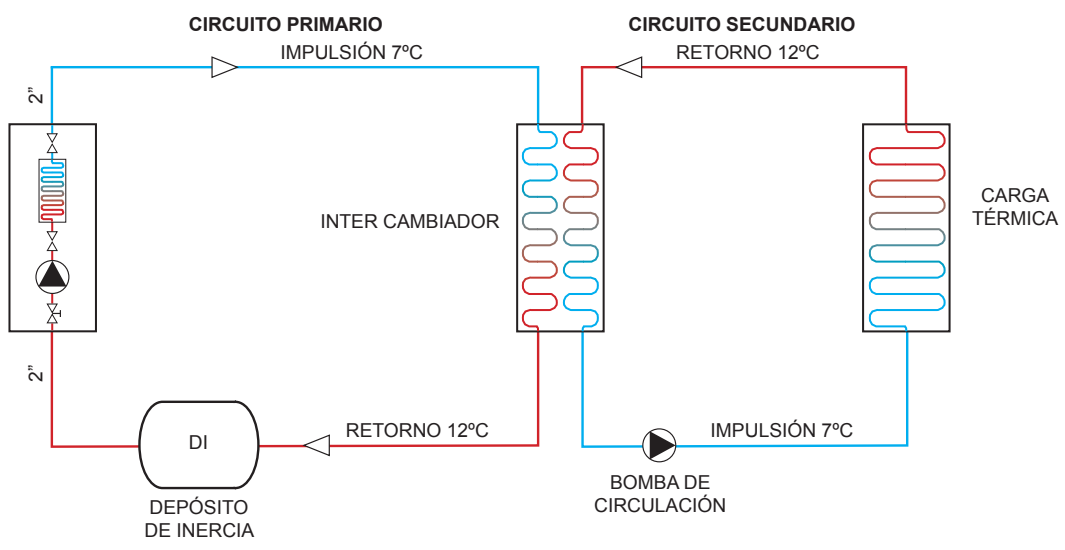 CIRCUITO PRIMARIO
CIRCUITO SECUNDARIO
IMPULSIÓN 7ºC
RETORNO 12ºC
2”
INTER CAMBIADOR
CARGA
TÉRMICA
2”
DI
RETORNO 12ºC
IMPULSIÓN 7ºC
BOMBA DE
CIRCULACIÓN
DEPÓSITO
DE INERCIA